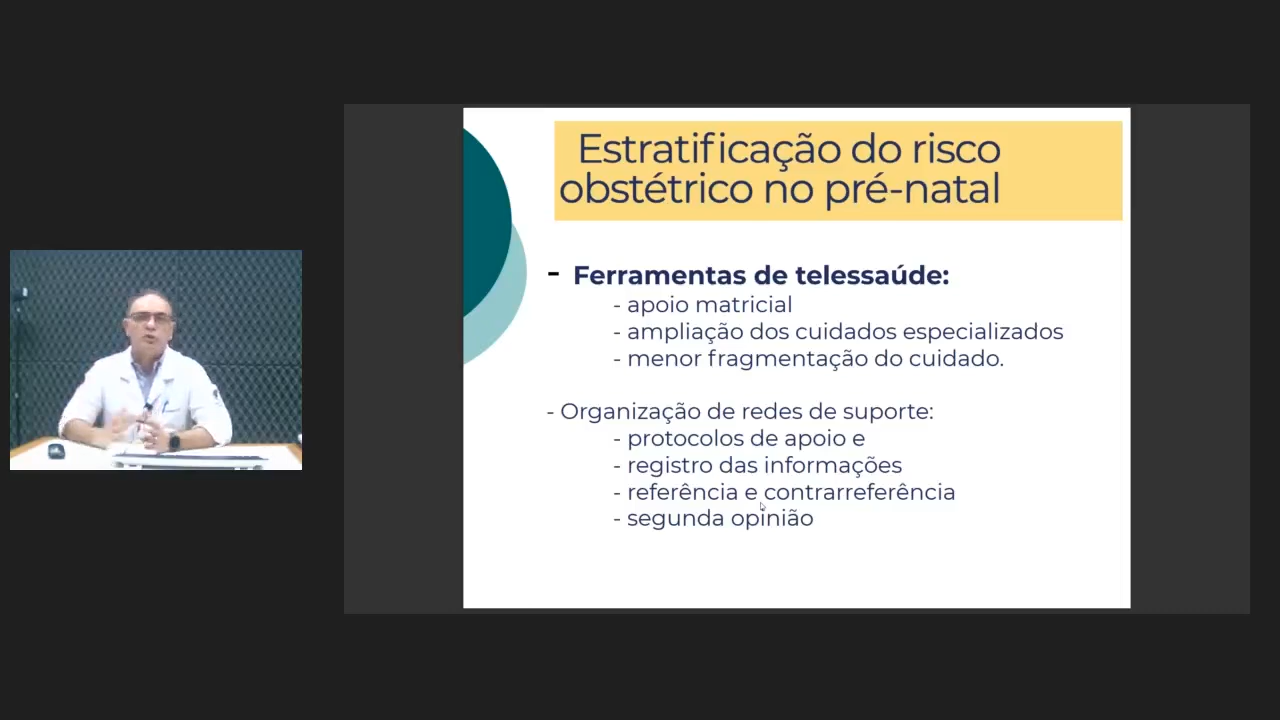 Estratificação do risco
obstétrico no pré-natal
- Ferramentas de telessaúde:
- apoio matricial
- ampliação dos cuidados especializados
- menor fragmentação do cuidado.
- Organização de redes de suporte:
- protocolos de apoio e
- registro das informações
- referência e contrarreferência
- segunda opinião